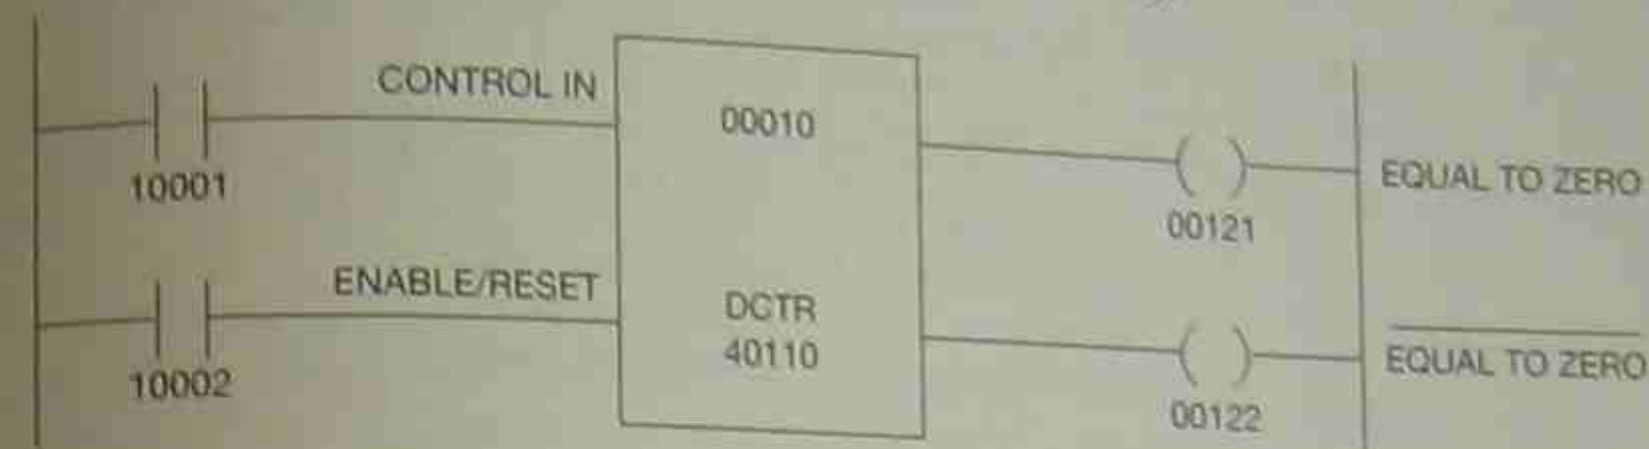 CONTROL IN
00010
10001
EQUAL TO ZERO
00121
ENABLE/RESET
DCTR
40110
10002
EQUAL TO ZERO
00122